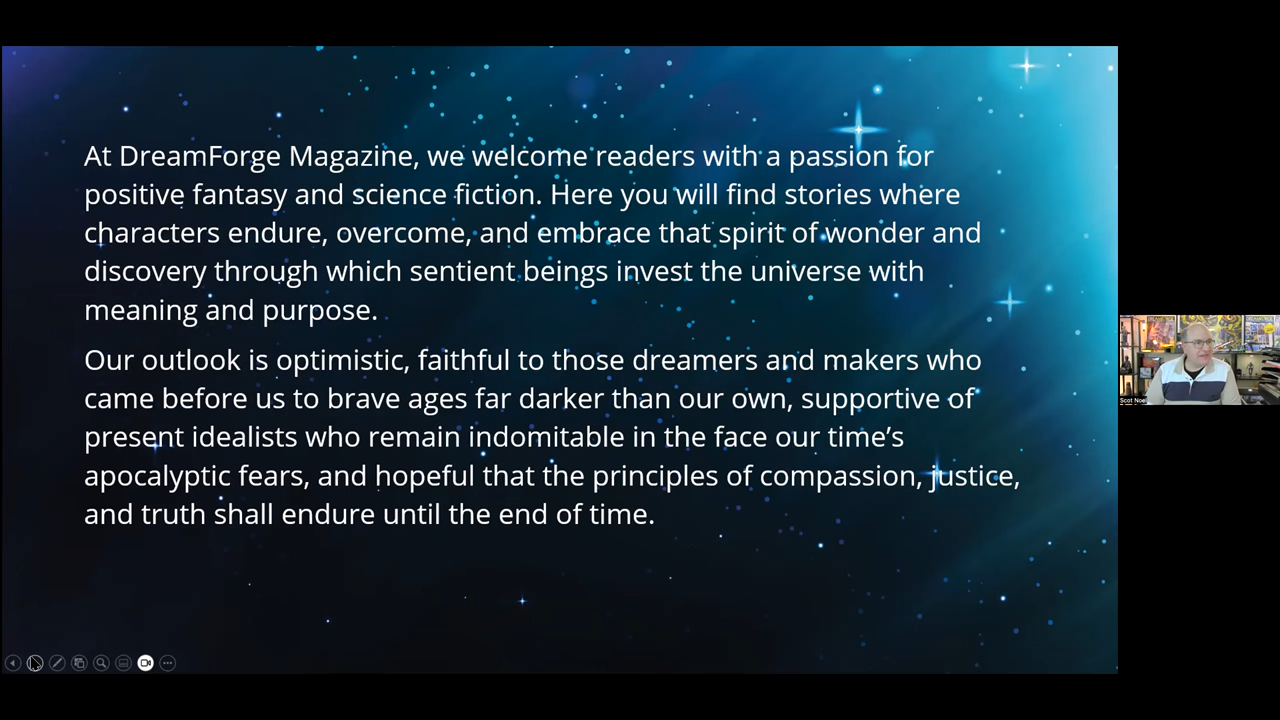 At DreamForge Magazine, we welcome readers with a passion for
positive fantasy and science fiction. Here you will find stories where
characters endure, overcome, and embrace that spirit of wonder and
discovery through which sentient beings invest the universe with
meaning and purpose.
Our outlook is optimistic, faithful to those dreamers and makers who
came before us to brave ages far darker than our own, supportive of
present idealists who remain indomitable in the face our time’s
apocalyptic fears, and hopeful that the principles of compassion, justice,
and truth shall endure until the end of time.
Scot Noel